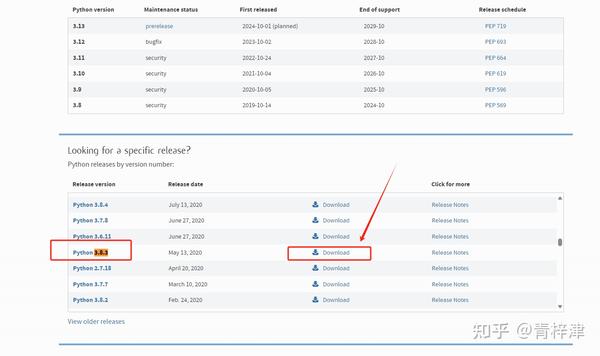 Python version Maintenance status First released End of support Release schedule
3.13 prerelease 2024-10-01 (planned) 2029-10 PEP 719
3.12 bugfix 2023-10-02 2028-10 PEP 693
3.11 security 2022-10-24 2027-10 PEP 664
3.10 security 2021-10-04 2026-10 PEP 619
3.9 security 2020-10-05 2025-10 PEP 596
3.8 security 2019-10-14 2024-10 PEP 569
Looking for a specific release?
Python releases by version number:
Release version Release date Click for more
Python 3.8.4 July 13, 2020 Download Release Notes
Python 3.7.8 June 27, 2020 Download Release Notes
Python 3.6.11 June 27, 2020 Download Release Notes
Python 3.8.3 May 13, 2020 Download Release Notes
Python 2.7.18 April 20, 2020 Download Release Notes
Python 3.7.7 March 10, 2020 Download Release Notes
Python 3.8.2 Feb. 24, 2020 Download Release Notes
View older releases
知乎 @青梓津